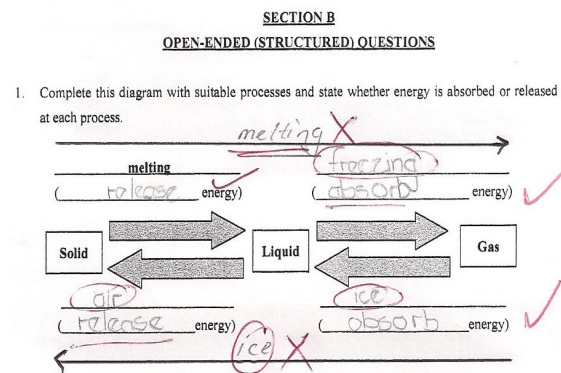 SECTION B
OPEN-ENDED (STRUCTURED) QUESTIONS
1. Complete this diagram with suitable processes and state whether energy is absorbed or released
at each process.
melting
melting freezing
( release energy) ( absorb energy)
Solid Liquid Gas
air ice
( release energy) ( obsorb energy)
ice